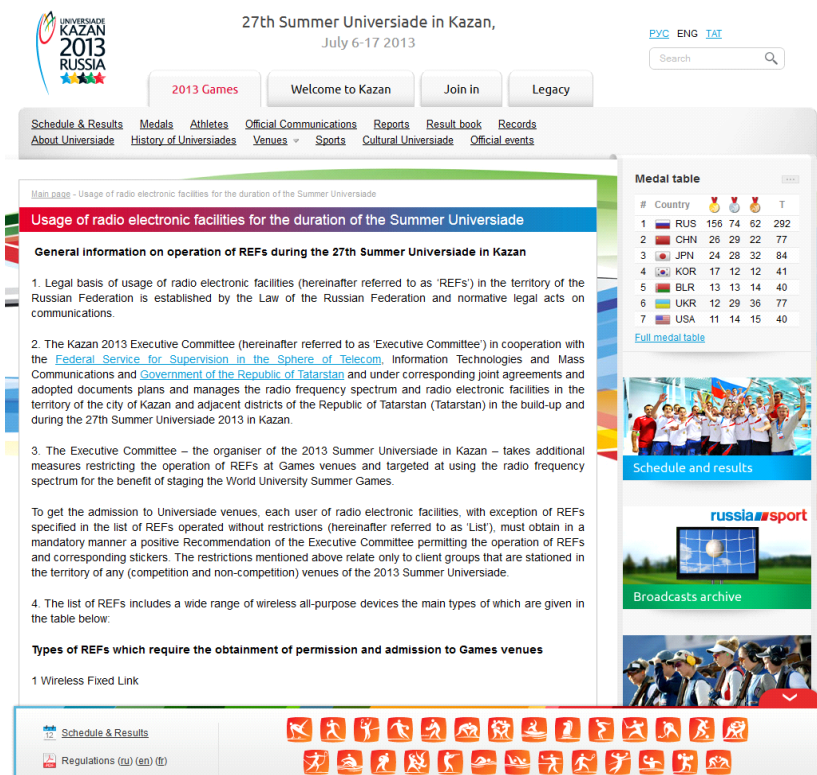 UNIVERSIADE
KAZAN
2013
RUSSIA
27th Summer Universiade in Kazan,
July 6-17 2013
РУС ENG ТАТ
Search
2013 Games
Welcome to Kazan
Join in
Legacy
Schedule & Results Medals Athletes Official Communications Reports Result book Records
About Universiade History of Universiades Venues Sports Cultural Universiade Official events
Main page - Usage of radio electronic facilities for the duration of the Summer Universiade
Usage of radio electronic facilities for the duration of the Summer Universiade
General information on operation of REFs during the 27th Summer Universiade in Kazan
1. Legal basis of usage of radio electronic facilities (hereinafter referred to as 'REFs') in the territory of the
Russian Federation is established by the Law of the Russian Federation and normative legal acts on
communications.
2. The Kazan 2013 Executive Committee (hereinafter referred to as 'Executive Committee') in cooperation with
the Federal Service for Supervision in the Sphere of Telecom, Information Technologies and Mass
Communications and Government of the Republic of Tatarstan and under corresponding joint agreements and
adopted documents plans and manages the radio frequency spectrum and radio electronic facilities in the
territory of the city of Kazan and adjacent districts of the Republic of Tatarstan (Tatarstan) in the build-up and
during the 27th Summer Universiade 2013 in Kazan.
3. The Executive Committee – the organiser of the 2013 Summer Universiade in Kazan – takes additional
measures restricting the operation of REFs at Games venues and targeted at using the radio frequency
spectrum for the benefit of staging the World University Summer Games.
To get the admission to Universiade venues, each user of radio electronic facilities, with exception of REFs
specified in the list of REFs operated without restrictions (hereinafter referred to as 'List'), must obtain in a
mandatory manner a positive Recommendation of the Executive Committee permitting the operation of REFs
and corresponding stickers. The restrictions mentioned above relate only to client groups that are stationed in
the territory of any (competition and non-competition) venues of the 2013 Summer Universiade.
4. The list of REFs includes a wide range of wireless all-purpose devices the main types of which are given in
the table below:
Types of REFs which require the obtainment of permission and admission to Games venues
1 Wireless Fixed Link
Medal table
# Country T
1 RUS 156 74 62 292
2 CHN 26 29 22 77
3 JPN 24 28 32 84
4 KOR 17 12 12 41
5 BLR 13 13 14 40
6 UKR 12 29 36 77
7 USA 11 14 15 40
Full medal table
Schedule and results
russia sport
Broadcasts archive
12 Schedule & Results
Regulations (ru) (en) (fr)